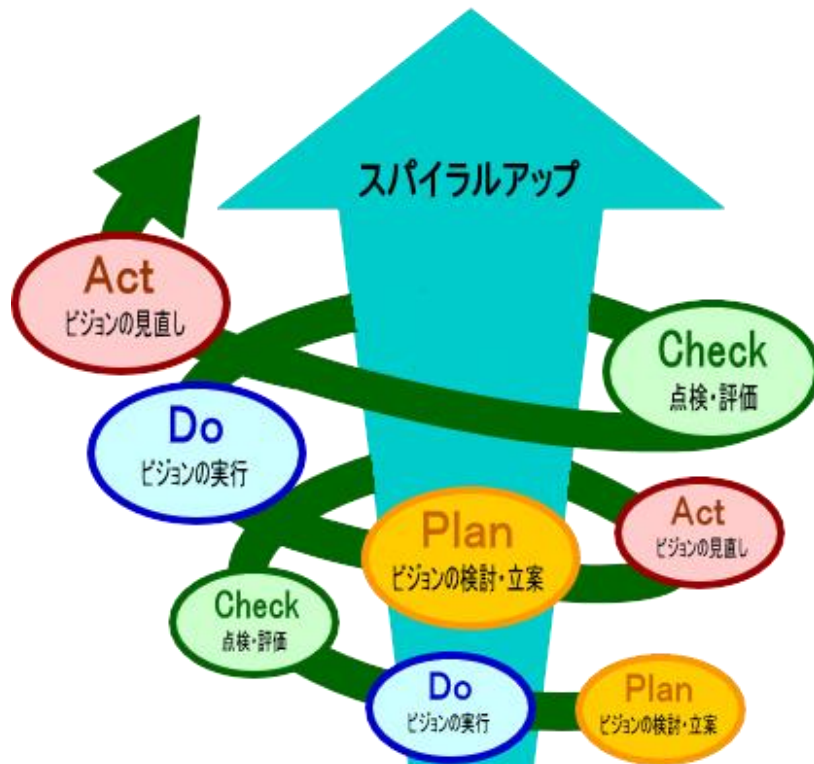 スパイラルアップ
Act
ビジョンの見直し
Check
点検・評価
Do
ビジョンの実行
Plan
ビジョンの検討・立案
Act
ビジョンの見直し
Check
点検・評価
Do
ビジョンの実行
Plan
ビジョンの検討・立案